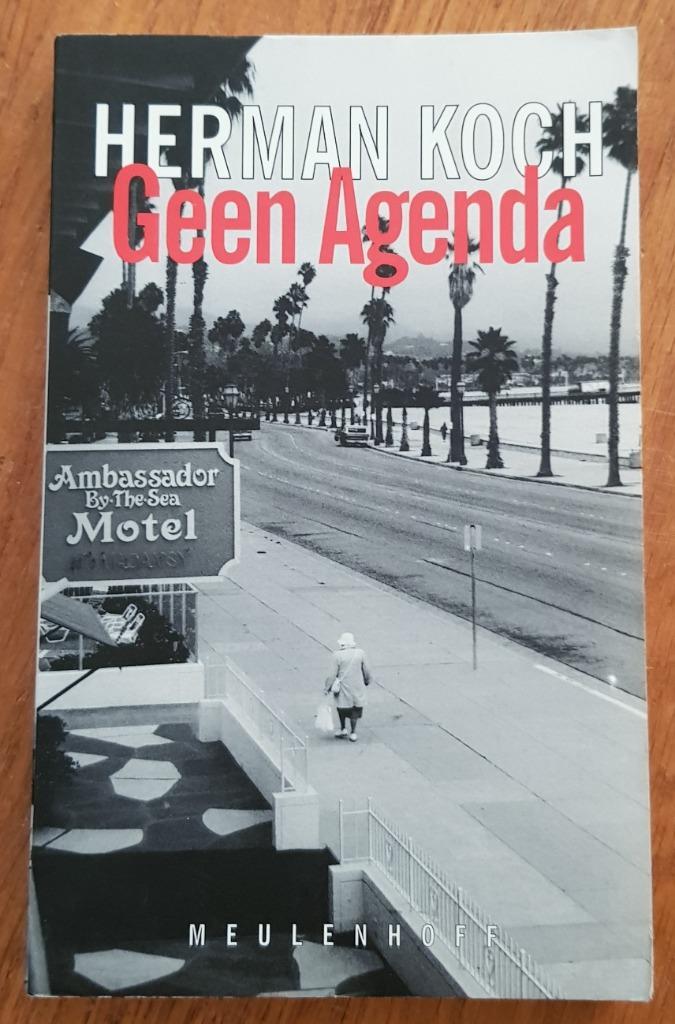 HERMAN KOCH
Geen Agenda
Ambassador
By-The-Sea
Motel
MEULENHOFF